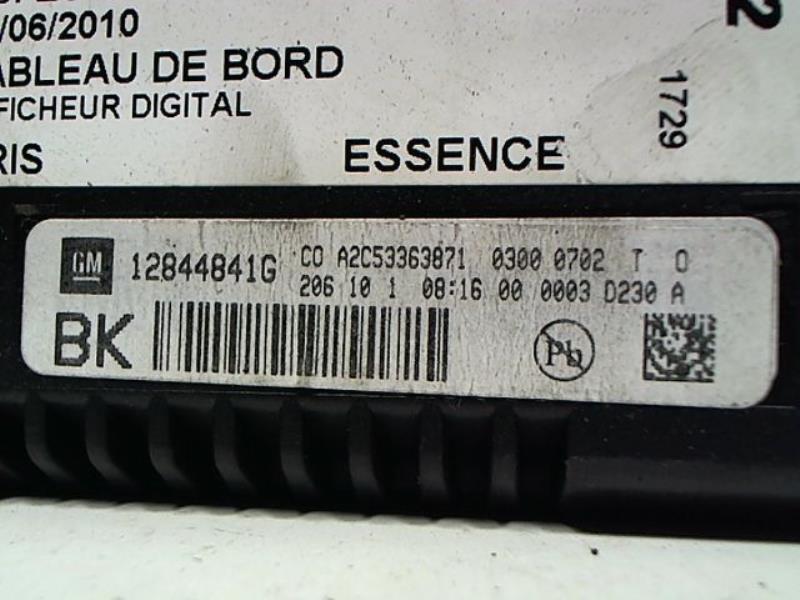 /06/2010
ABLEAU DE BORD
FICHEUR DIGITAL
RIS ESSENCE
2
1729
GM 12844841G CO A2C53363871 0300 0702 T 0
206 10 1 08:16 00 0003 D230 A
BK Pb